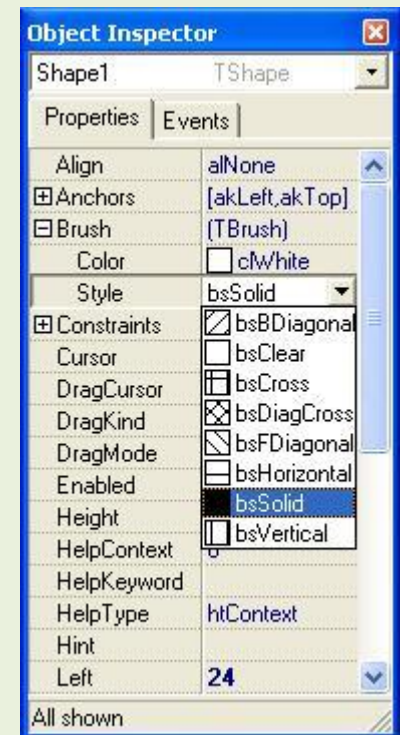 Object Inspector
Shape1 TShape
Properties Events
Align alNone
Anchors [akLeft,akTop]
Brush (TBrush)
Color clWhite
Style bsSolid
Constraints bsBDiagonal
bsClear
Cursor bsCross
DragCursor bsDiagCross
DragKind bsFDiagonal
DragMode bsHorizontal
Enabled bsSolid
Height bsVertical
HelpContext
HelpKeyword
HelpType htContext
Hint
Left 24
All shown